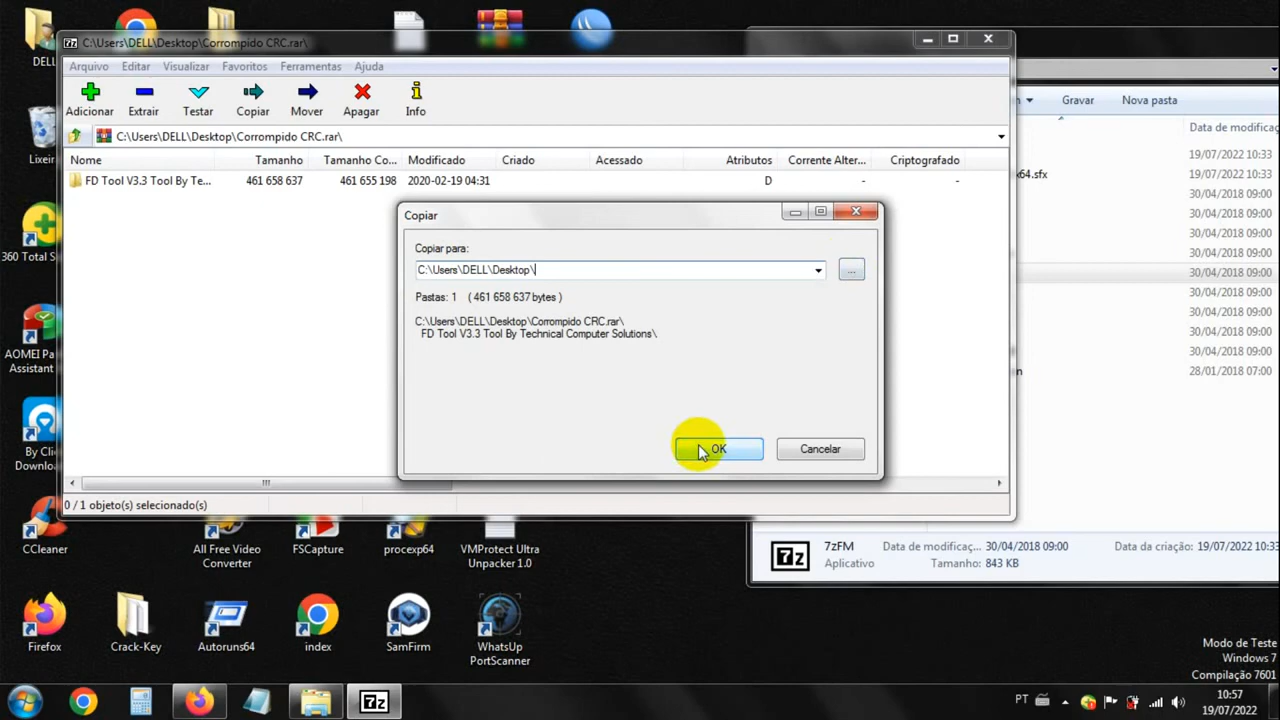 DELL
C:\Users\DELL\Desktop\Corrompido CRC.rar\
Arquivo Editar Visualizar Favoritos Ferramentas Ajuda
Adicionar Extrair Testar Copiar Mover Apagar Info
C:\Users\DELL\Desktop\Corrompido CRC.rar\
Nome Tamanho Tamanho Co... Modificado Criado Acessado Atributos Corrente Alter... Criptografado
FD Tool V3.3 Tool By Te... 461 658 637 461 655 198 2020-02-19 04:31 D - -
Copiar
Copiar para:
C:\Users\DELL\Desktop\
...
Pastas: 1 ( 461 658 637 bytes )
C:\Users\DELL\Desktop\Corrompido CRC.rar\
FD Tool V3.3 Tool By Technical Computer Solutions\
OK Cancelar
0 / 1 objeto(s) selecionado(s)
Gravar Nova pasta
Data de modificaç
19/07/2022 10:33
x64.sfx 19/07/2022 10:33
30/04/2018 09:00
30/04/2018 09:00
30/04/2018 09:00
30/04/2018 09:00
30/04/2018 09:00
30/04/2018 09:00
30/04/2018 09:00
30/04/2018 09:00
28/01/2018 07:00
7zFM Data de modificaç... 30/04/2018 09:00 Data da criação: 19/07/2022 10:33
Aplicativo Tamanho: 843 KB
Lixeir
360 Total S
AOMEI Pa
Assistant
By Clic
Downloa
CCleaner
All Free Video
Converter
FSCapture
procexp64
VMProtect Ultra
Unpacker 1.0
Firefox
Crack-Key
Autoruns64
index
SamFirm
WhatsUp
PortScanner
Modo de Teste
Windows 7
Compilação 7601
7z
PT
10:57
19/07/2022